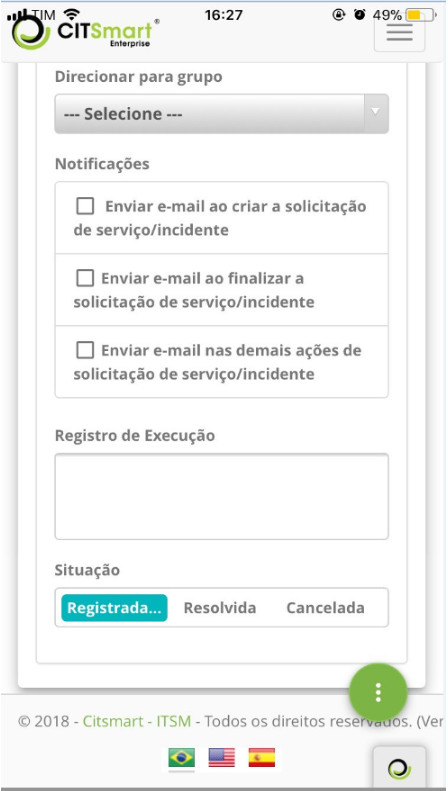 TIM 16:27 49%
CITSmart
Enterprise
Direcionar para grupo
--- Selecione ---
Notificações
Enviar e-mail ao criar a solicitação
de serviço/incidente
Enviar e-mail ao finalizar a
solicitação de serviço/incidente
Enviar e-mail nas demais ações de
solicitação de serviço/incidente
Registro de Execução
Situação
Registrada... Resolvida Cancelada
© 2018 - Citsmart - ITSM - Todos os direitos reservados. (Ver